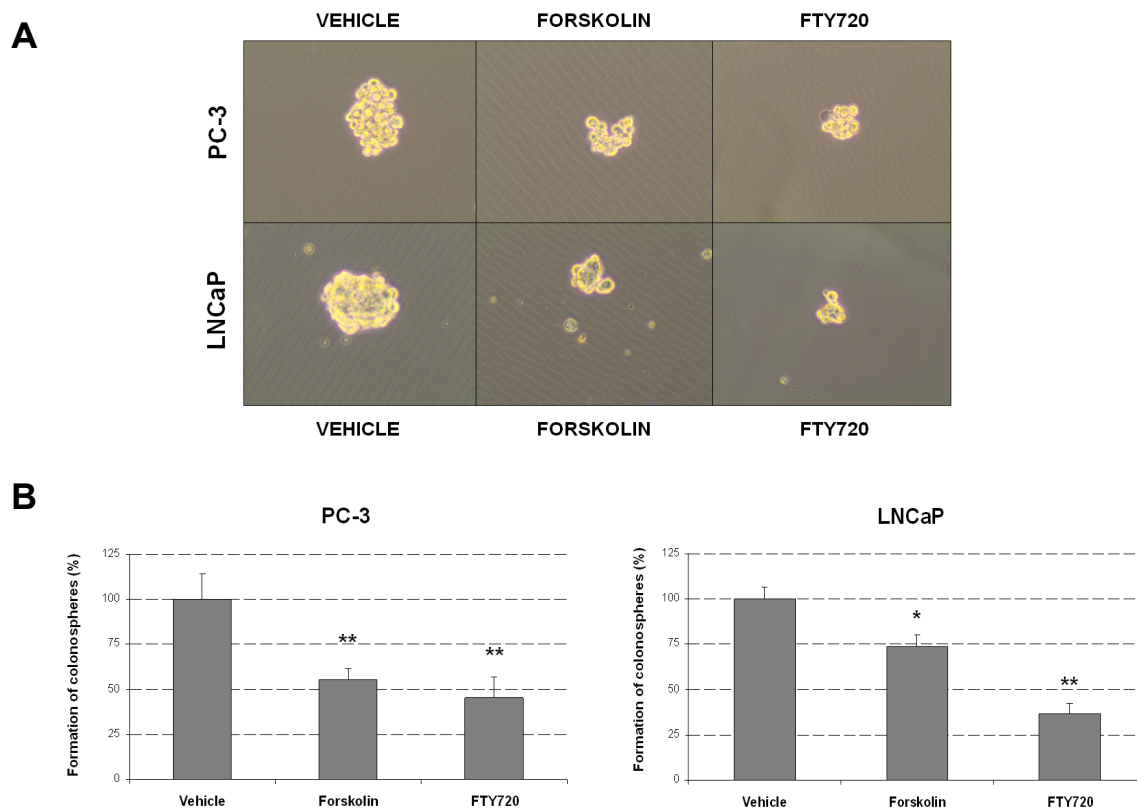 A
VEHICLE FORSKOLIN FTY720
PC-3
LNCaP
VEHICLE FORSKOLIN FTY720
B
PC-3
Formation of colonospheres (%)
125
100
75
50
25
0
** **
Vehicle Forskolin FTY720
LNCaP
Formation of colonospheres (%)
125
100
75
50
25
0
*
**
Vehicle Forskolin FTY720